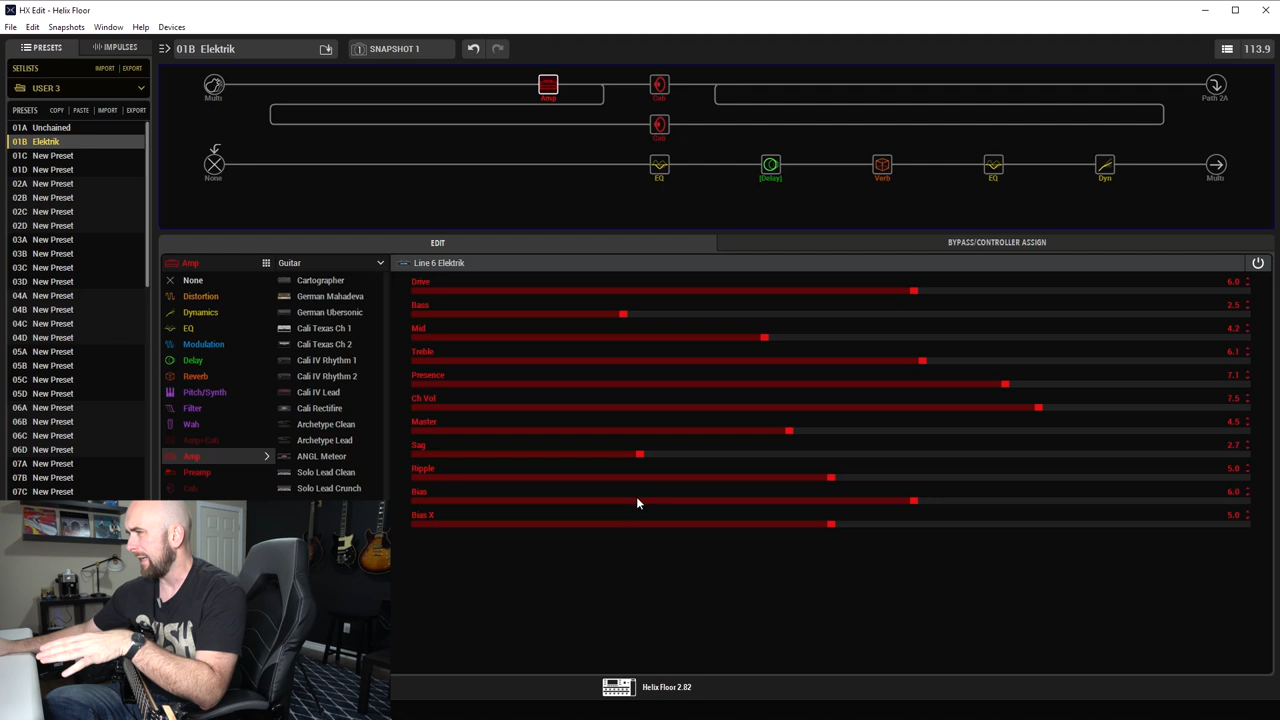 HX Edit - Helix Floor
File Edit Snapshots Window Help Devices
PRESETS IMPULSES
01B Elektrik
1 SNAPSHOT 1
113.9
SETLISTS IMPORT EXPORT
USER 3
PRESETS COPY PASTE IMPORT EXPORT
01A Unchained
01B Elektrik
01C New Preset
01D New Preset
02A New Preset
02B New Preset
02C New Preset
02D New Preset
03A New Preset
03B New Preset
03C New Preset
03D New Preset
04A New Preset
04B New Preset
04C New Preset
04D New Preset
05A New Preset
05B New Preset
05C New Preset
05D New Preset
06A New Preset
06B New Preset
06C New Preset
06D New Preset
07A New Preset
07B New Preset
07C New Preset
Multi Amp Cab Path 2A
Cab
None EQ [Delay] Verb EQ Dyn Multi
EDIT BYPASS/CONTROLLER ASSIGN
Amp
Guitar
Line 6 Elektrik
None
Distortion
Dynamics
EQ
Modulation
Delay
Reverb
Pitch/Synth
Filter
Wah
Amp+Cab
Amp
Preamp
Cab
Cartographer
German Mahadeva
German Ubersonic
Cali Texas Ch 1
Cali Texas Ch 2
Cali IV Rhythm 1
Cali IV Rhythm 2
Cali IV Lead
Cali Rectifire
Archetype Clean
Archetype Lead
ANGL Meteor
Solo Lead Clean
Solo Lead Crunch
Drive 6.0
Bass 2.5
Mid 4.2
Treble 6.1
Presence 7.1
Ch Vol 7.5
Master 4.5
Sag 2.7
Ripple 5.0
Bias 6.0
Bias X 5.0
Helix Floor 2.82